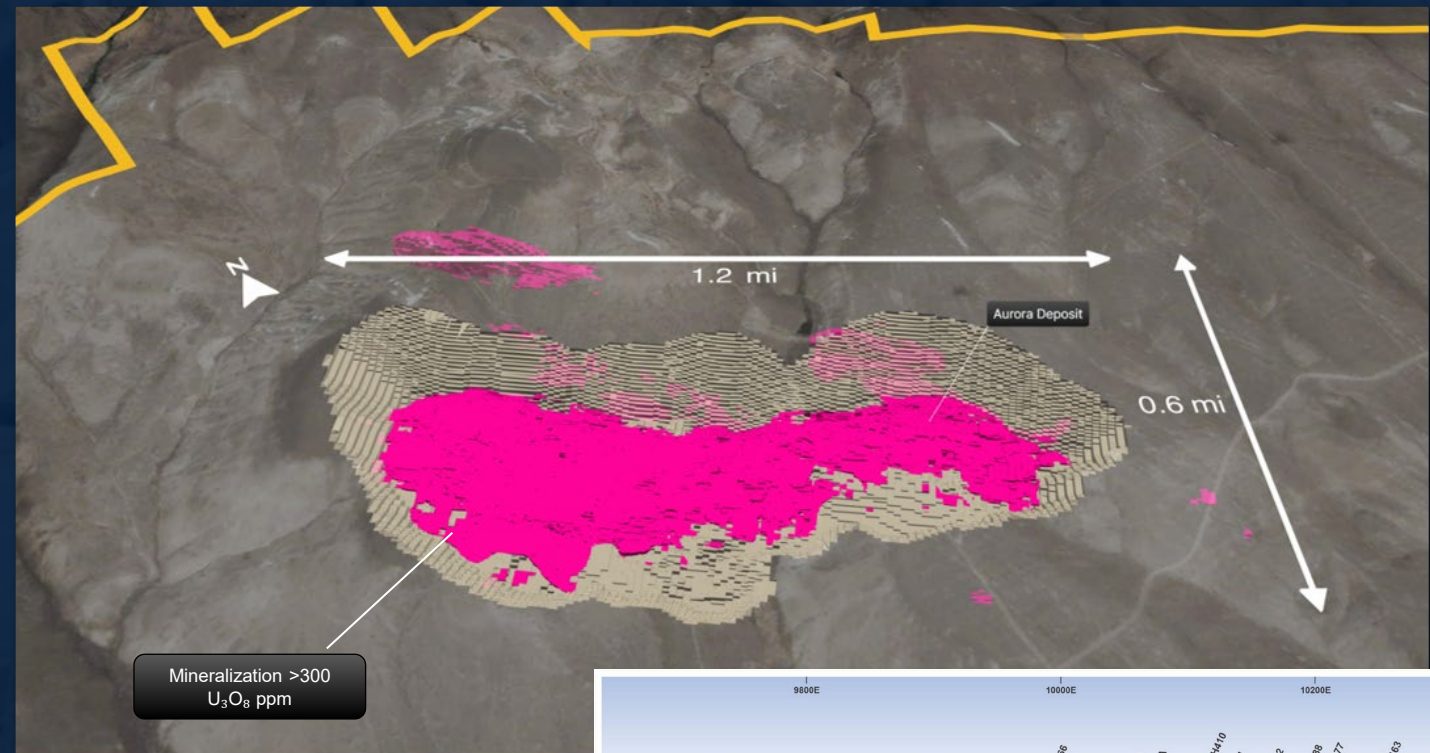 N
1.2 mi
Aurora Deposit
0.6 mi
Mineralization >300
U₃O₈ ppm
9800E
10000E
10200E